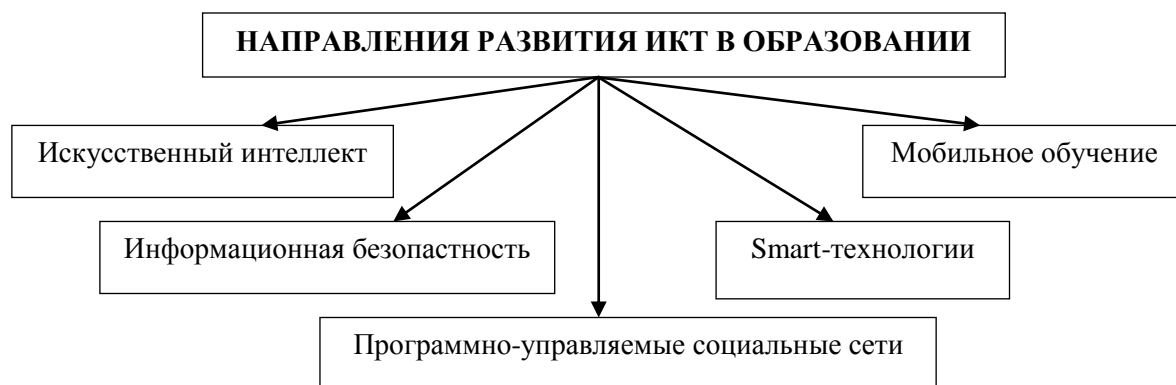 НАПРАВЛЕНИЯ РАЗВИТИЯ ИКТ В ОБРАЗОВАНИИ
Искусственный интеллект
Мобильное обучение
Информационная безопастность
Smart-технологии
Программно-управляемые социальные сети